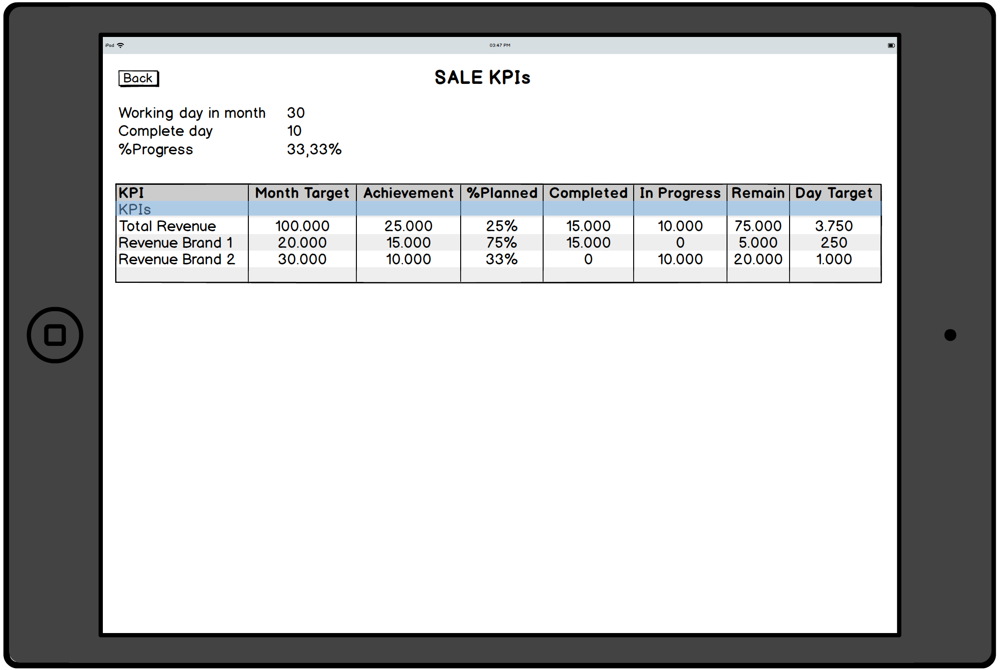 iPad 03:47 PM
Back SALE KPIs
Working day in month 30
Complete day 10
%Progress 33,33%
KPI Month Target Achievement %Planned Completed In Progress Remain Day Target
KPIs
Total Revenue 100.000 25.000 25% 15.000 10.000 75.000 3.750
Revenue Brand 1 20.000 15.000 75% 15.000 0 5.000 250
Revenue Brand 2 30.000 10.000 33% 0 10.000 20.000 1.000